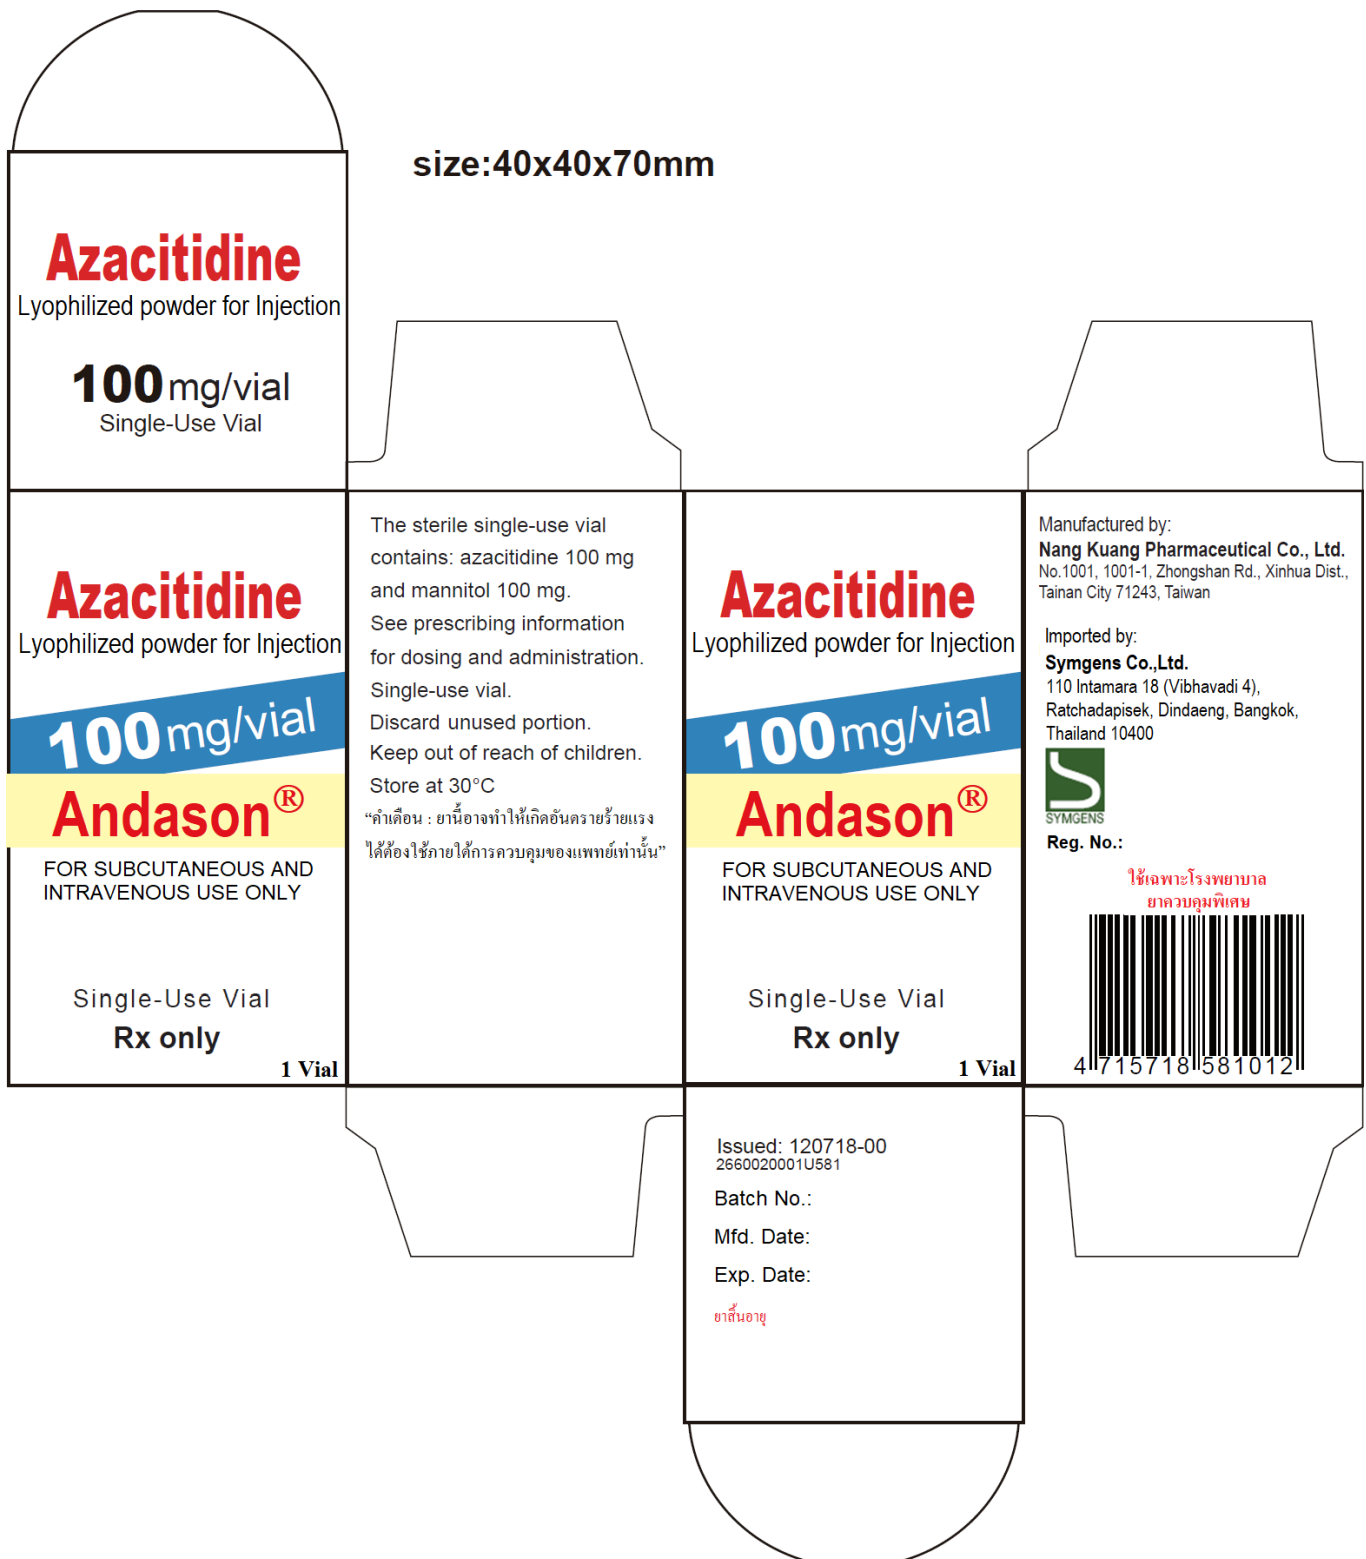 size:40x40x70mm
Azacitidine
Lyophilized powder for Injection
100 mg/vial
Single-Use Vial
Azacitidine
Lyophilized powder for Injection
100 mg/vial
Andason®
FOR SUBCUTANEOUS AND
INTRAVENOUS USE ONLY
Single-Use Vial
Rx only
1 Vial
The sterile single-use vial
contains: azacitidine 100 mg
and mannitol 100 mg.
See prescribing information
for dosing and administration.
Single-use vial.
Discard unused portion.
Keep out of reach of children.
Store at 30°C
“คำเตือน : ยานี้อาจทำให้เกิดอันตรายร้ายแรง
ได้ต้องใช้ภายใต้การควบคุมของแพทย์เท่านั้น”
Azacitidine
Lyophilized powder for Injection
100 mg/vial
Andason®
FOR SUBCUTANEOUS AND
INTRAVENOUS USE ONLY
Single-Use Vial
Rx only
1 Vial
Manufactured by:
Nang Kuang Pharmaceutical Co., Ltd.
No.1001, 1001-1, Zhongshan Rd., Xinhua Dist.,
Tainan City 71243, Taiwan
Imported by:
Symgens Co.,Ltd.
110 Intamara 18 (Vibhavadi 4),
Ratchadapisek, Dindaeng, Bangkok,
Thailand 10400
SYMGENS
Reg. No.:
ใช้เฉพาะโรงพยาบาล
ยาควบคุมพิเศษ
4 715718 581012
Issued: 120718-00
2660020001U581
Batch No.:
Mfd. Date:
Exp. Date:
ยาสิ้นอายุ